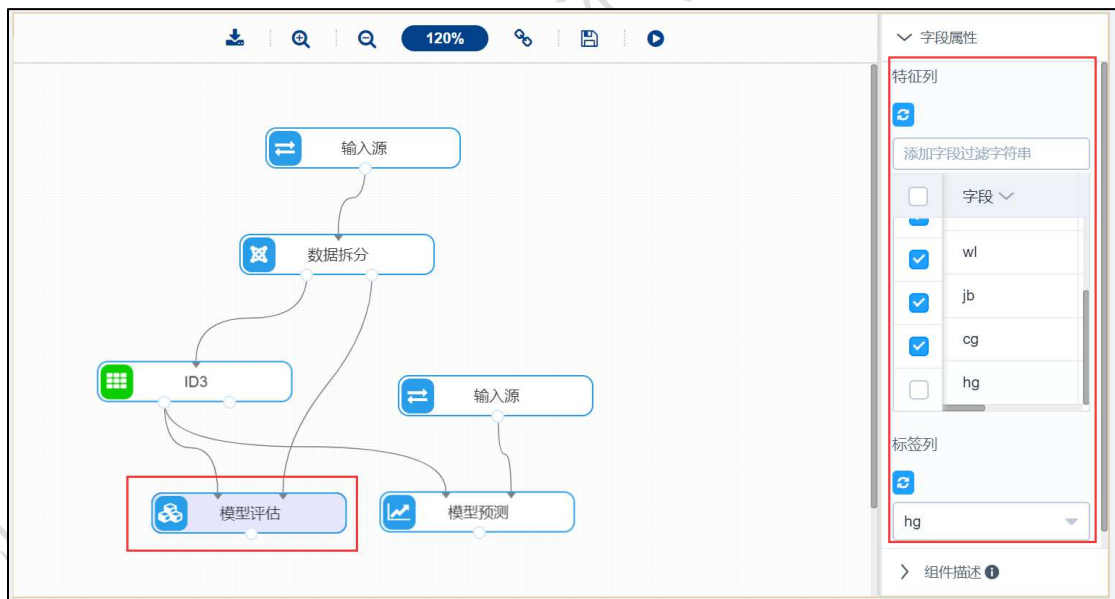 120%
输入源
数据拆分
ID3
输入源
模型评估
模型预测
字段属性
特征列
添加字段过滤字符串
字段
wl
jb
cg
hg
标签列
hg
组件描述